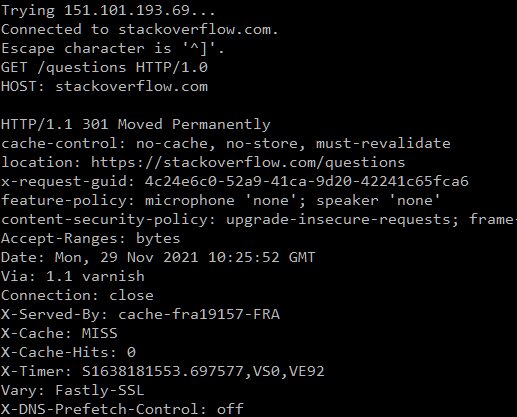 Trying 151.101.193.69...
Connected to stackoverflow.com.
Escape character is '^]'.
GET /questions HTTP/1.0
HOST: stackoverflow.com

HTTP/1.1 301 Moved Permanently
cache-control: no-cache, no-store, must-revalidate
location: https://stackoverflow.com/questions
x-request-guid: 4c24e6c0-52a9-41ca-9d20-42241c65fca6
feature-policy: microphone 'none'; speaker 'none'
content-security-policy: upgrade-insecure-requests; frame-
Accept-Ranges: bytes
Date: Mon, 29 Nov 2021 10:25:52 GMT
Via: 1.1 varnish
Connection: close
X-Served-By: cache-fra19157-FRA
X-Cache: MISS
X-Cache-Hits: 0
X-Timer: S1638181553.697577,VS0,VE92
Vary: Fastly-SSL
X-DNS-Prefetch-Control: off